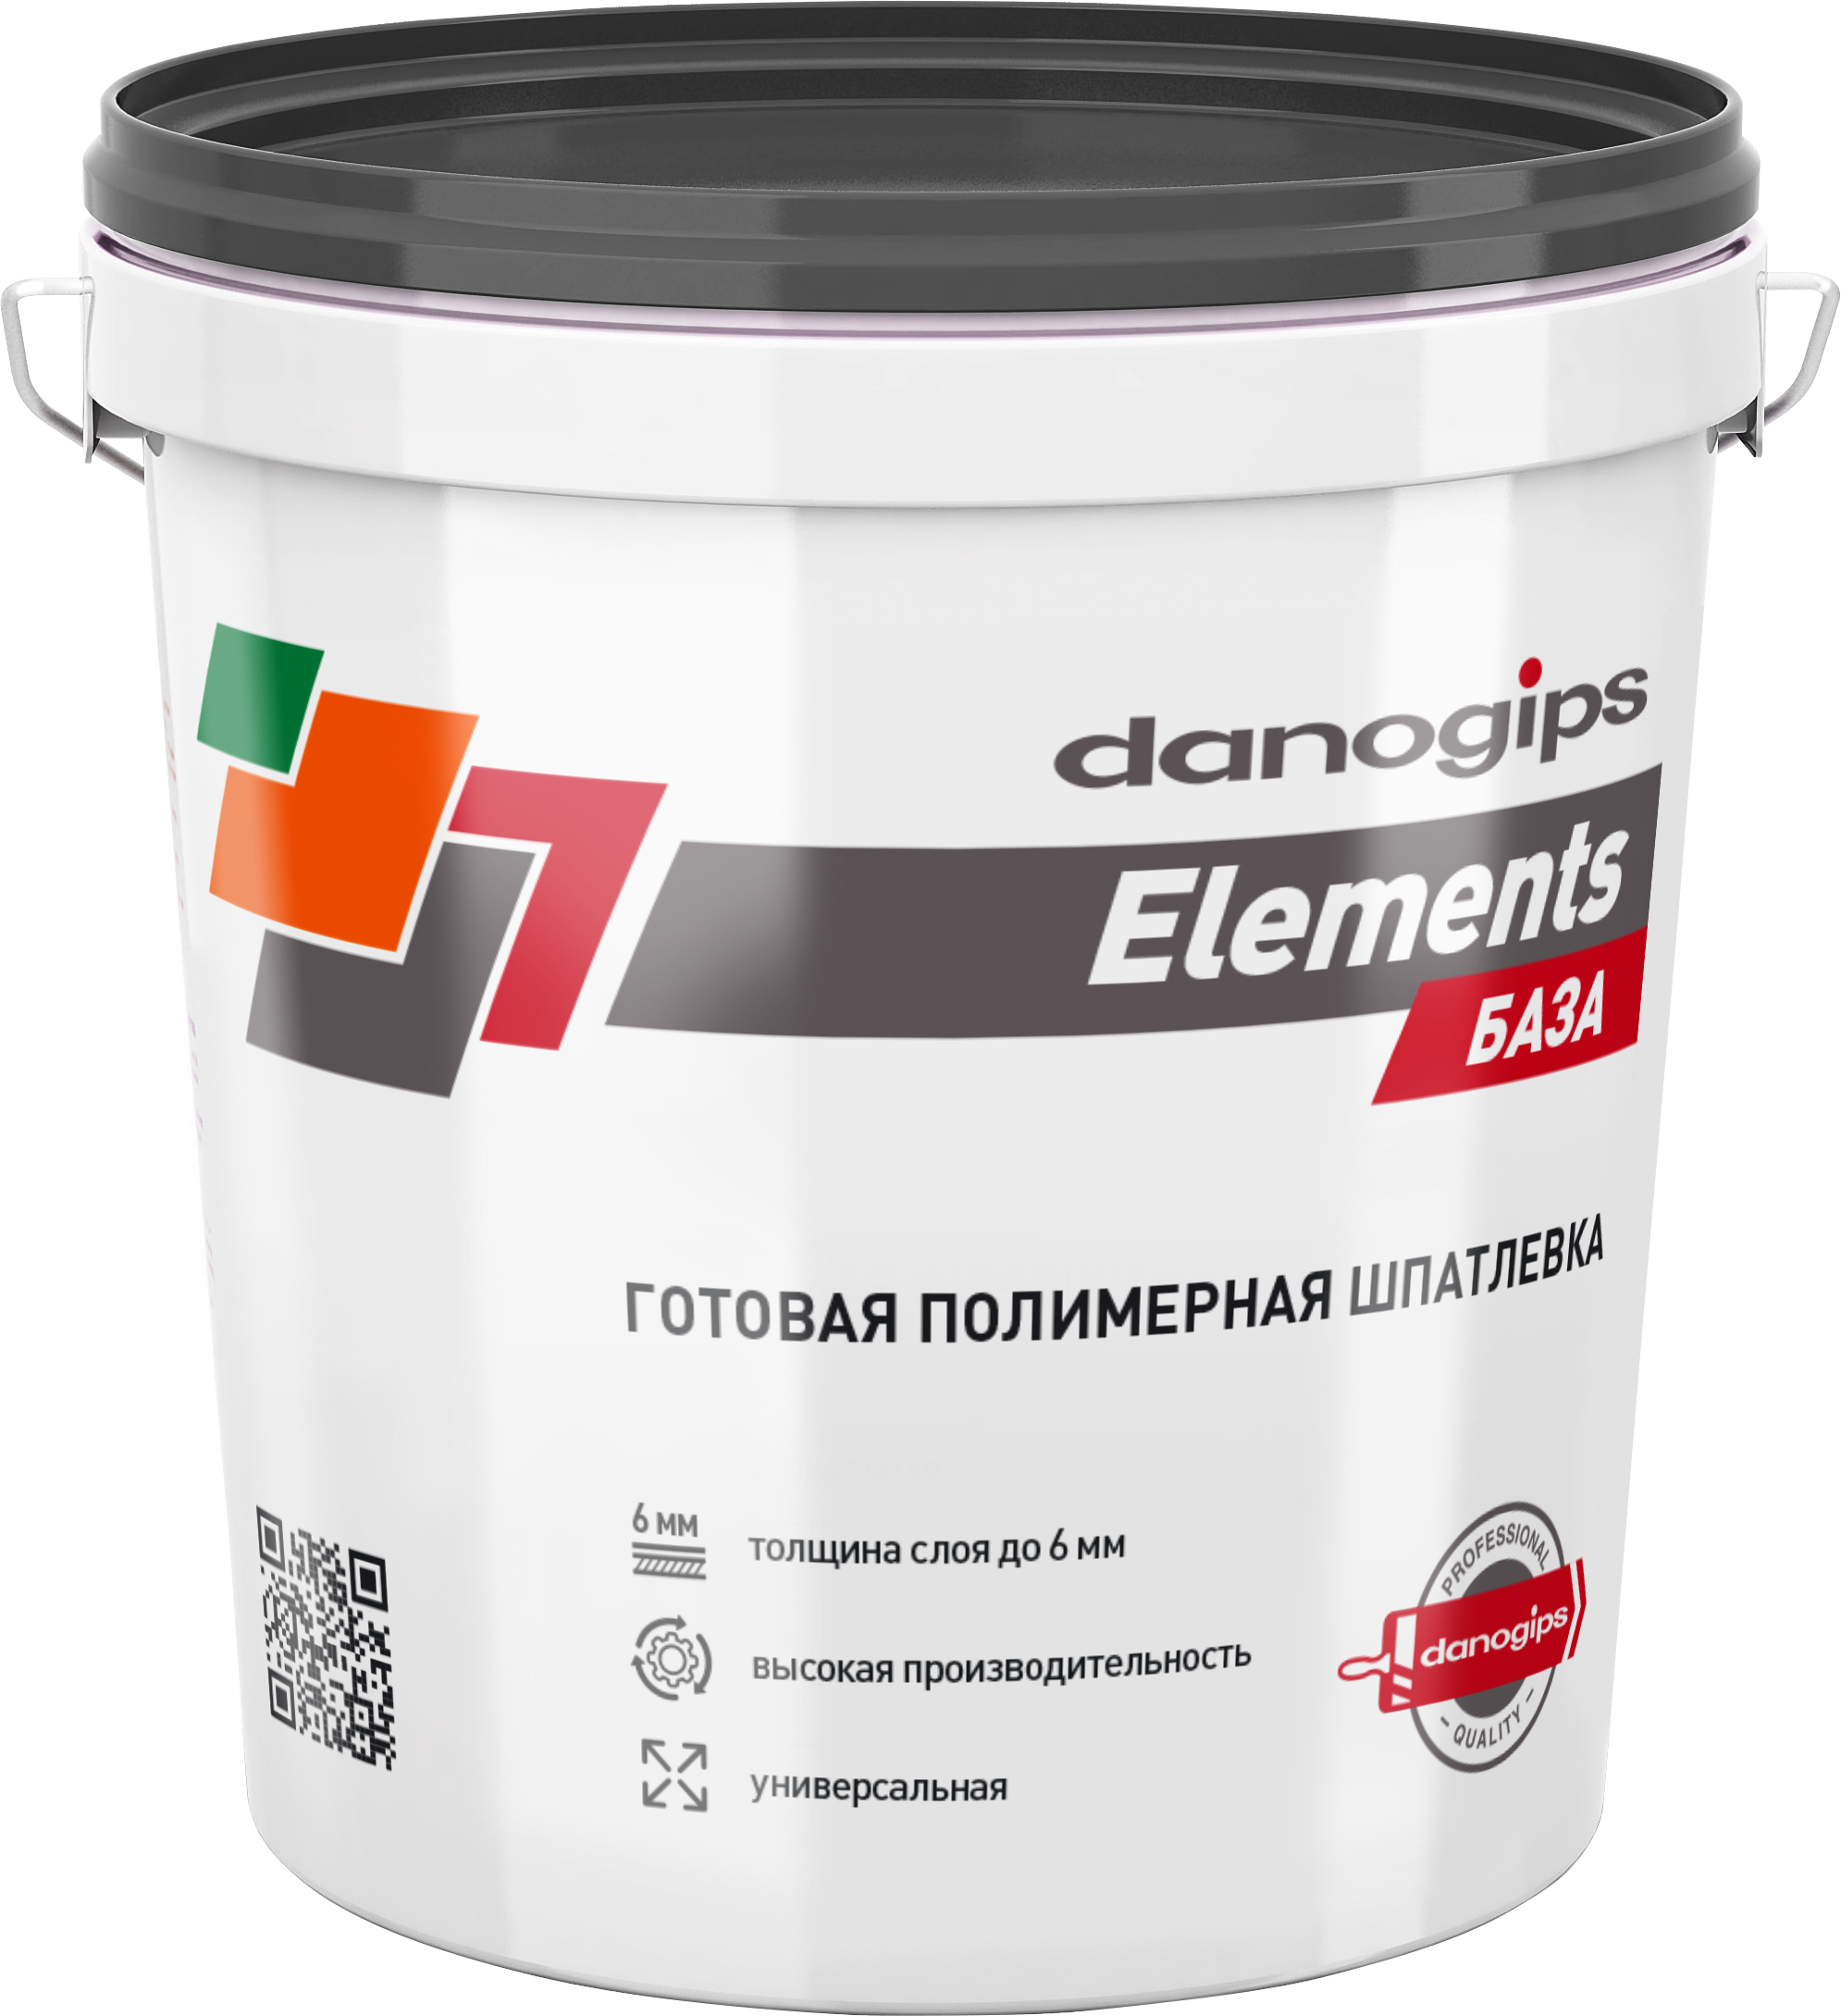 danogips
Elements
БАЗА
ГОТОВАЯ ПОЛИМЕРНАЯ ШПАТЛЕВКА
6 мм
толщина слоя до 6 мм
высокая производительность
универсальная
PROFESSIONAL
danogips
- QUALITY -